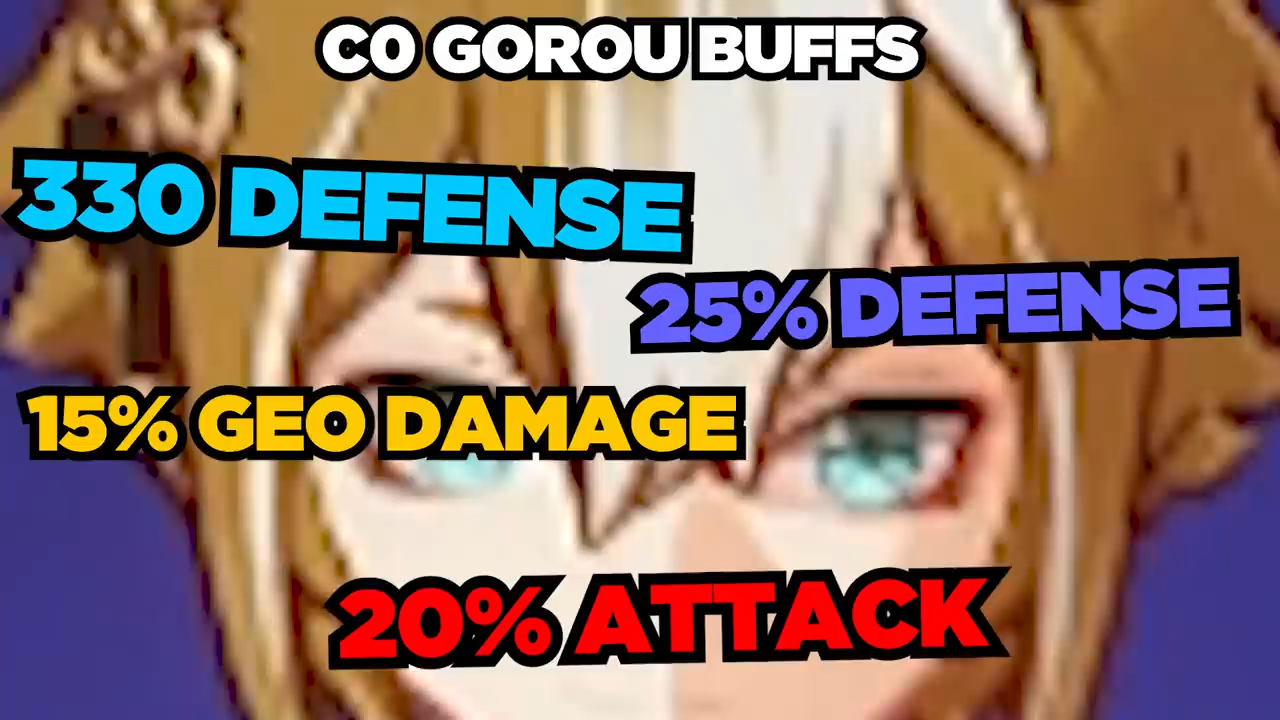 C0 GOROU BUFFS
330 DEFENSE
25% DEFENSE
15% GEO DAMAGE
20% ATTACK